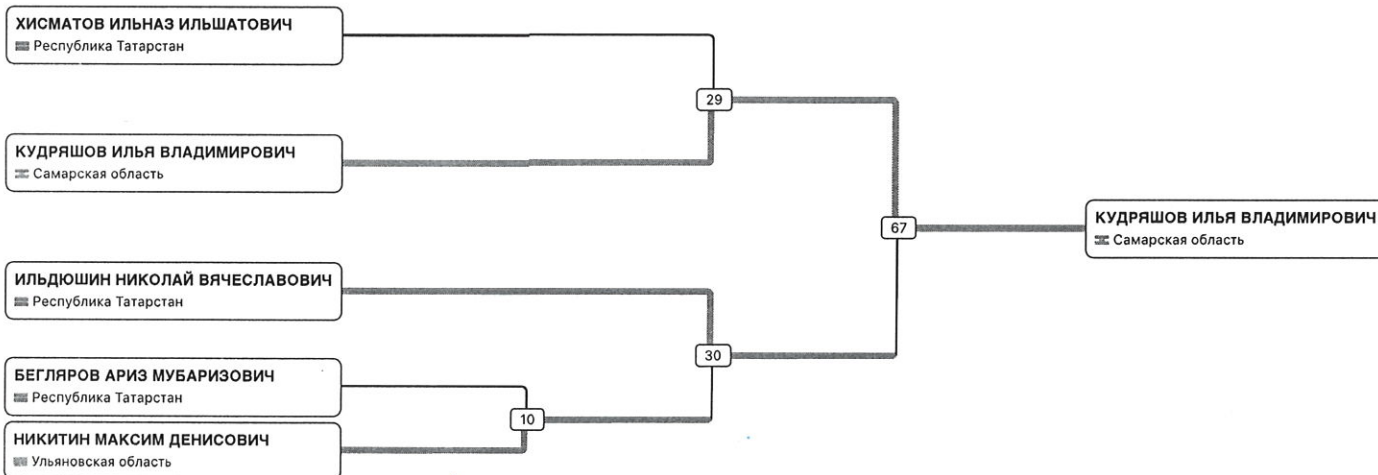 ХИСМАТОВ ИЛЬНАЗ ИЛЬШАТОВИЧ
Республика Татарстан
29
КУДРЯШОВ ИЛЬЯ ВЛАДИМИРОВИЧ
Самарская область
67
КУДРЯШОВ ИЛЬЯ ВЛАДИМИРОВИЧ
Самарская область
ИЛЬДЮШИН НИКОЛАЙ ВЯЧЕСЛАВОВИЧ
Республика Татарстан
30
БЕГЛЯРОВ АРИЗ МУБАРИЗОВИЧ
Республика Татарстан
10
НИКИТИН МАКСИМ ДЕНИСОВИЧ
Ульяновская область